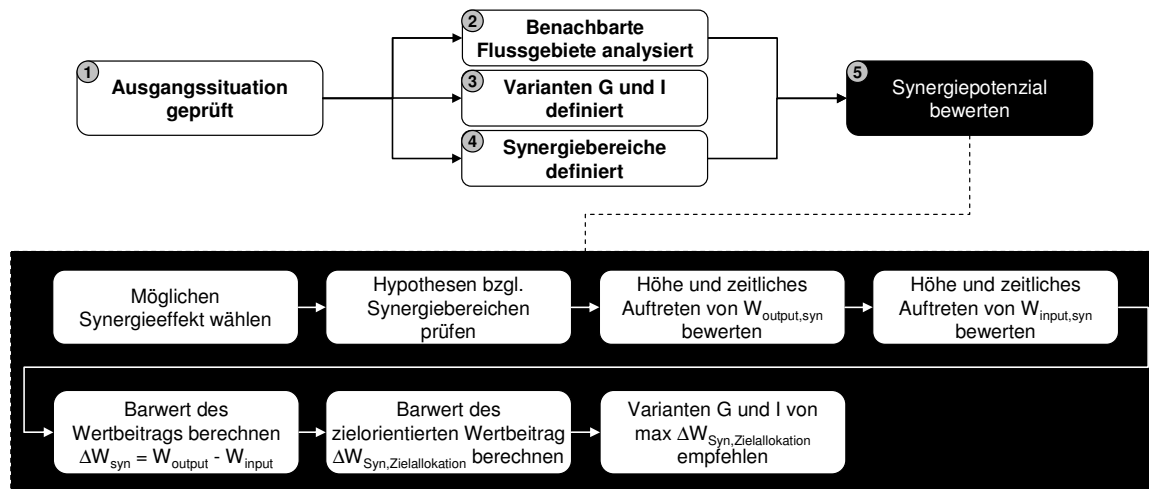 1
Ausgangssituation
geprüft
2
Benachbarte
Flussgebiete analysiert
3
Varianten G und I
definiert
4
Synergiebereiche
definiert
5
Synergiepotenzial
bewerten
Möglichen
Synergieeffekt wählen
Hypothesen bzgl.
Synergiebereichen
prüfen
Höhe und zeitliches
Auftreten von Woutput,syn
bewerten
Höhe und zeitliches
Auftreten von Winput,syn
bewerten
Barwert des
Wertbeitrags berechnen
ΔWsyn = Woutput - Winput
Barwert des
zielorientierten Wertbeitrag
ΔWSyn,Zielallokation berechnen
Varianten G und I von
max ΔWSyn,Zielallokation
empfehlen